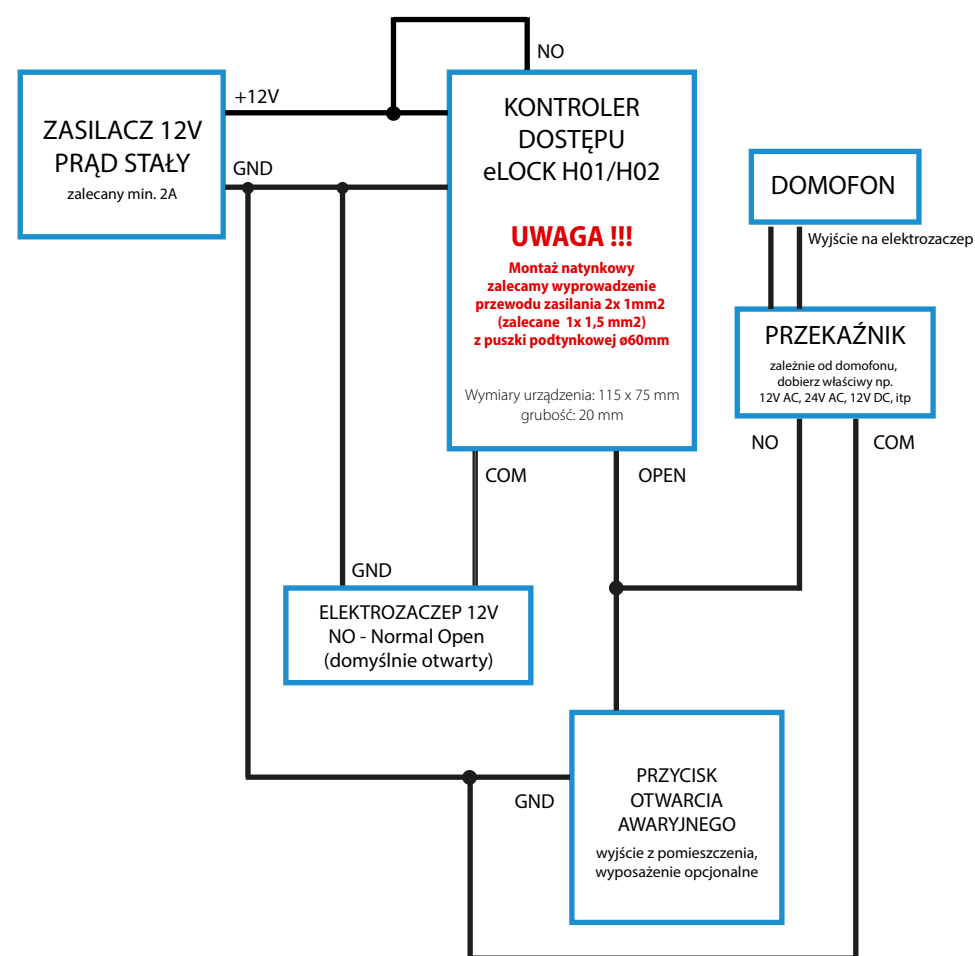 NO
+12V
ZASILACZ 12V
PRĄD STAŁY
zalecany min. 2A
GND
KONTROLER
DOSTĘPU
eLOCK H01/H02
UWAGA !!!
Montaż natynkowy
zalecamy wyprowadzenie
przewodu zasilania 2x 1mm2
(zalecane  1x 1,5 mm2)
z puszki podtynkowej ø60mm
Wymiary urządzenia: 115 x 75 mm
grubość: 20 mm
DOMOFON
Wyjście na elektrozaczep
PRZEKAŹNIK
zależnie od domofonu,
dobierz właściwy np.
12V AC, 24V AC, 12V DC, itp
NO
COM
COM
OPEN
GND
ELEKTROZACZEP 12V
NO - Normal Open
(domyślnie otwarty)
GND
PRZYCISK
OTWARCIA
AWARYJNEGO
wyjście z pomieszczenia,
wyposażenie opcjonalne